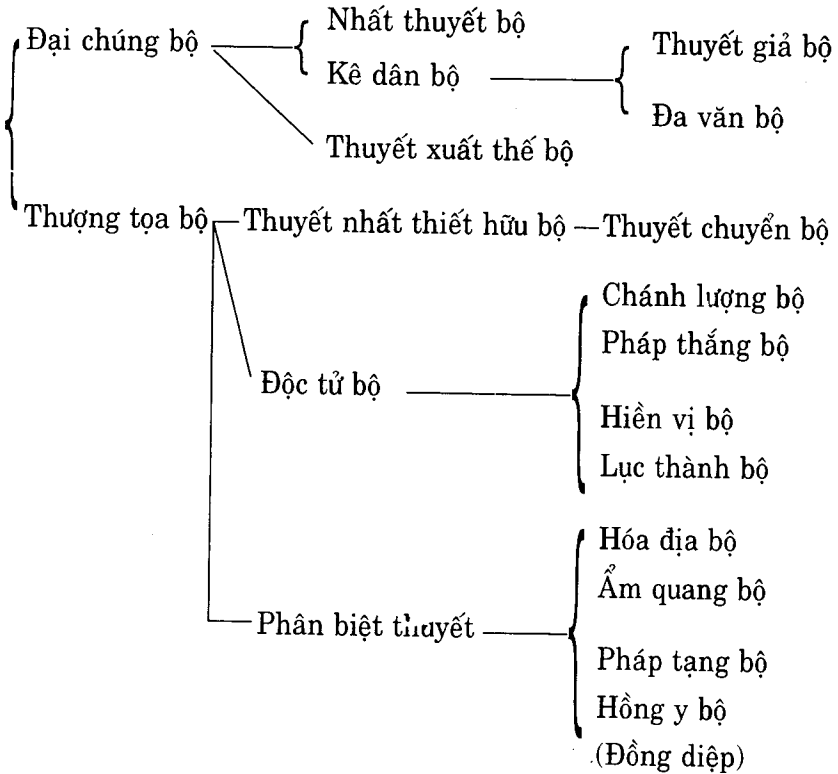 Đại chúng bộ
Nhất thuyết bộ
Kê dân bộ
Thuyết giả bộ
Đa văn bộ
Thuyết xuất thế bộ
Thượng tọa bộ
Thuyết nhất thiết hữu bộ
Thuyết chuyển bộ
Độc tử bộ
Chánh lượng bộ
Pháp thắng bộ
Hiền vị bộ
Lục thành bộ
Phân biệt thuyết
Hóa địa bộ
Ẩm quang bộ
Pháp tạng bộ
Hồng y bộ
(Đồng diệp)